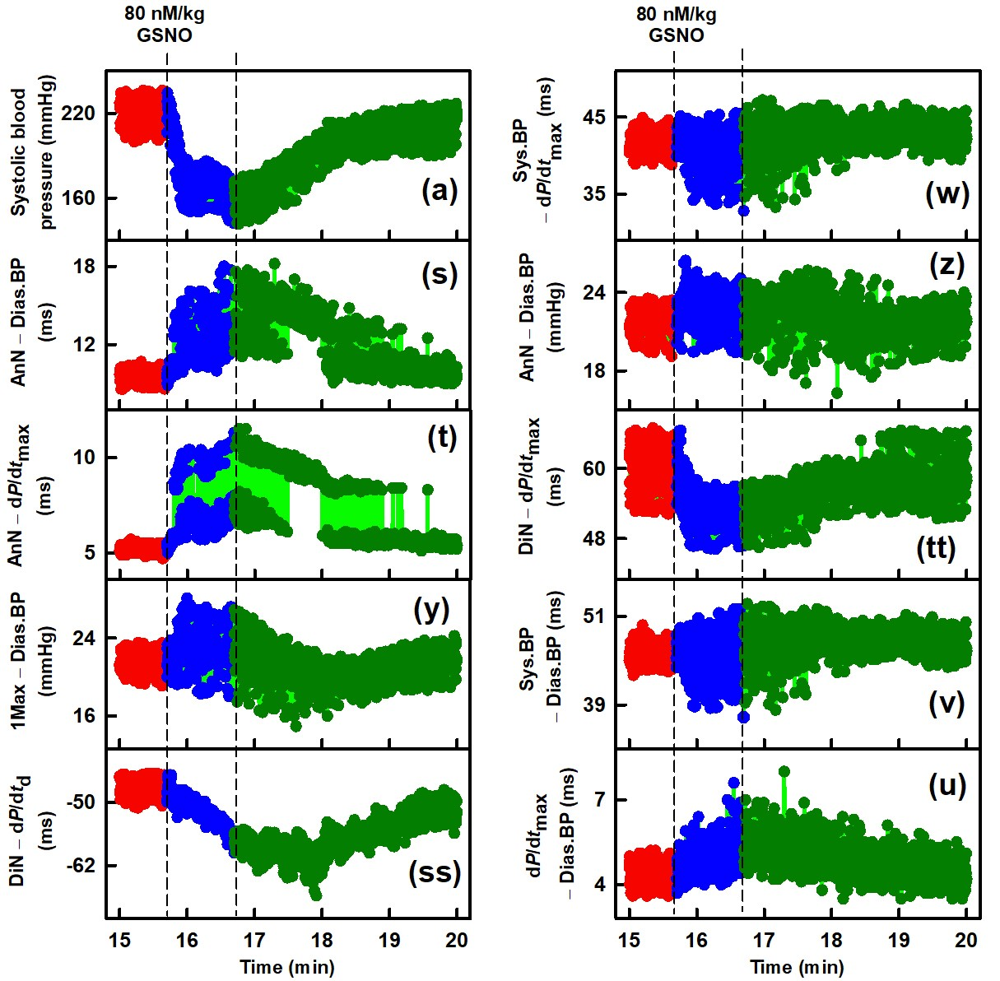 80 nM/kg
GSNO
Systolic blood
pressure (mmHg)
220
160
(a)
AnN – Dias.BP
(ms)
18
12
(s)
AnN – dP/dtmax
(ms)
10
5
(t)
1Max – Dias.BP
(mmHg)
24
16
(y)
DiN – dP/dtd
(ms)
-50
-62
(ss)
15 16 17 18 19 20
Time (min)
80 nM/kg
GSNO
Sys.BP
– dP/dtmax (ms)
45
35
(w)
AnN – Dias.BP
(mmHg)
24
18
(z)
DiN – dP/dtmax
(ms)
60
48
(tt)
Sys.BP
– Dias.BP (ms)
51
39
(v)
dP/dtmax
– Dias.BP (ms)
7
4
(u)
15 16 17 18 19 20
Time (min)